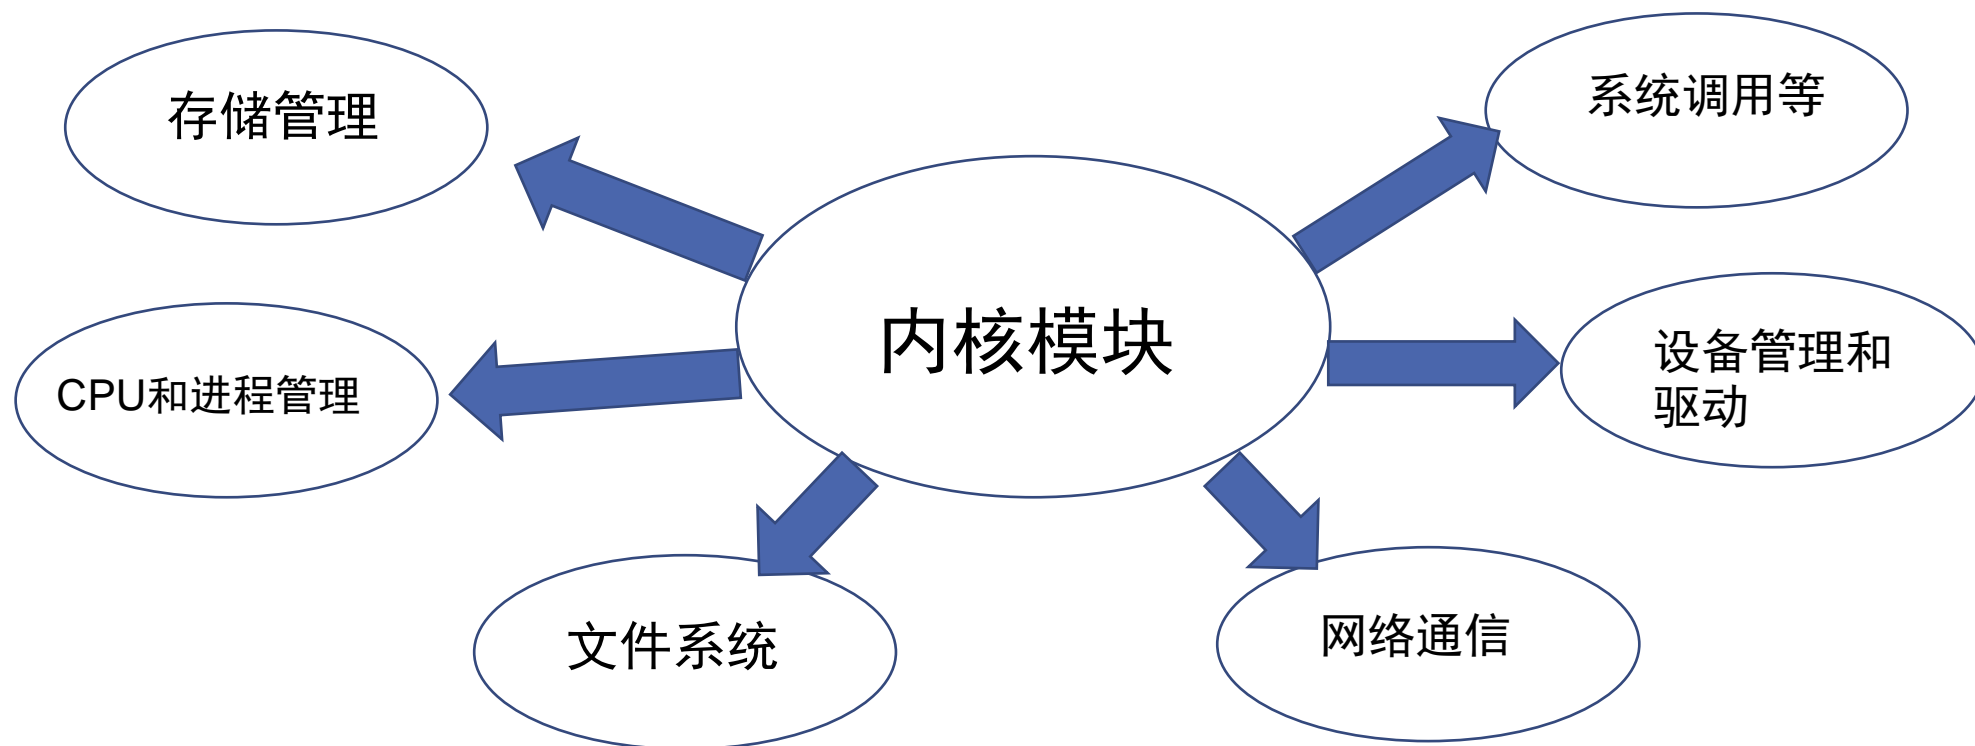 存储管理
系统调用等
内核模块
设备管理和
驱动
CPU和进程管理
文件系统
网络通信